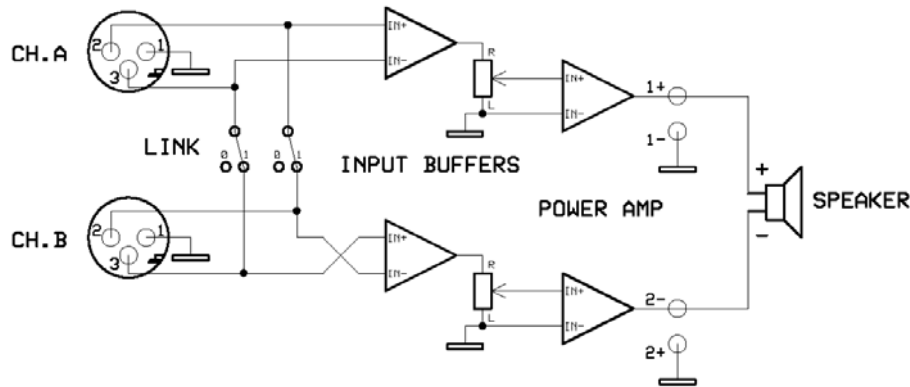 CH.A
2 1
3
IN+
IN-
R
L
IN+
IN-
1+
1-
LINK
0 1 0 1
INPUT BUFFERS
POWER AMP
+
-
SPEAKER
CH.B
2 1
3
IN+
IN-
R
L
IN+
IN-
2-
2+